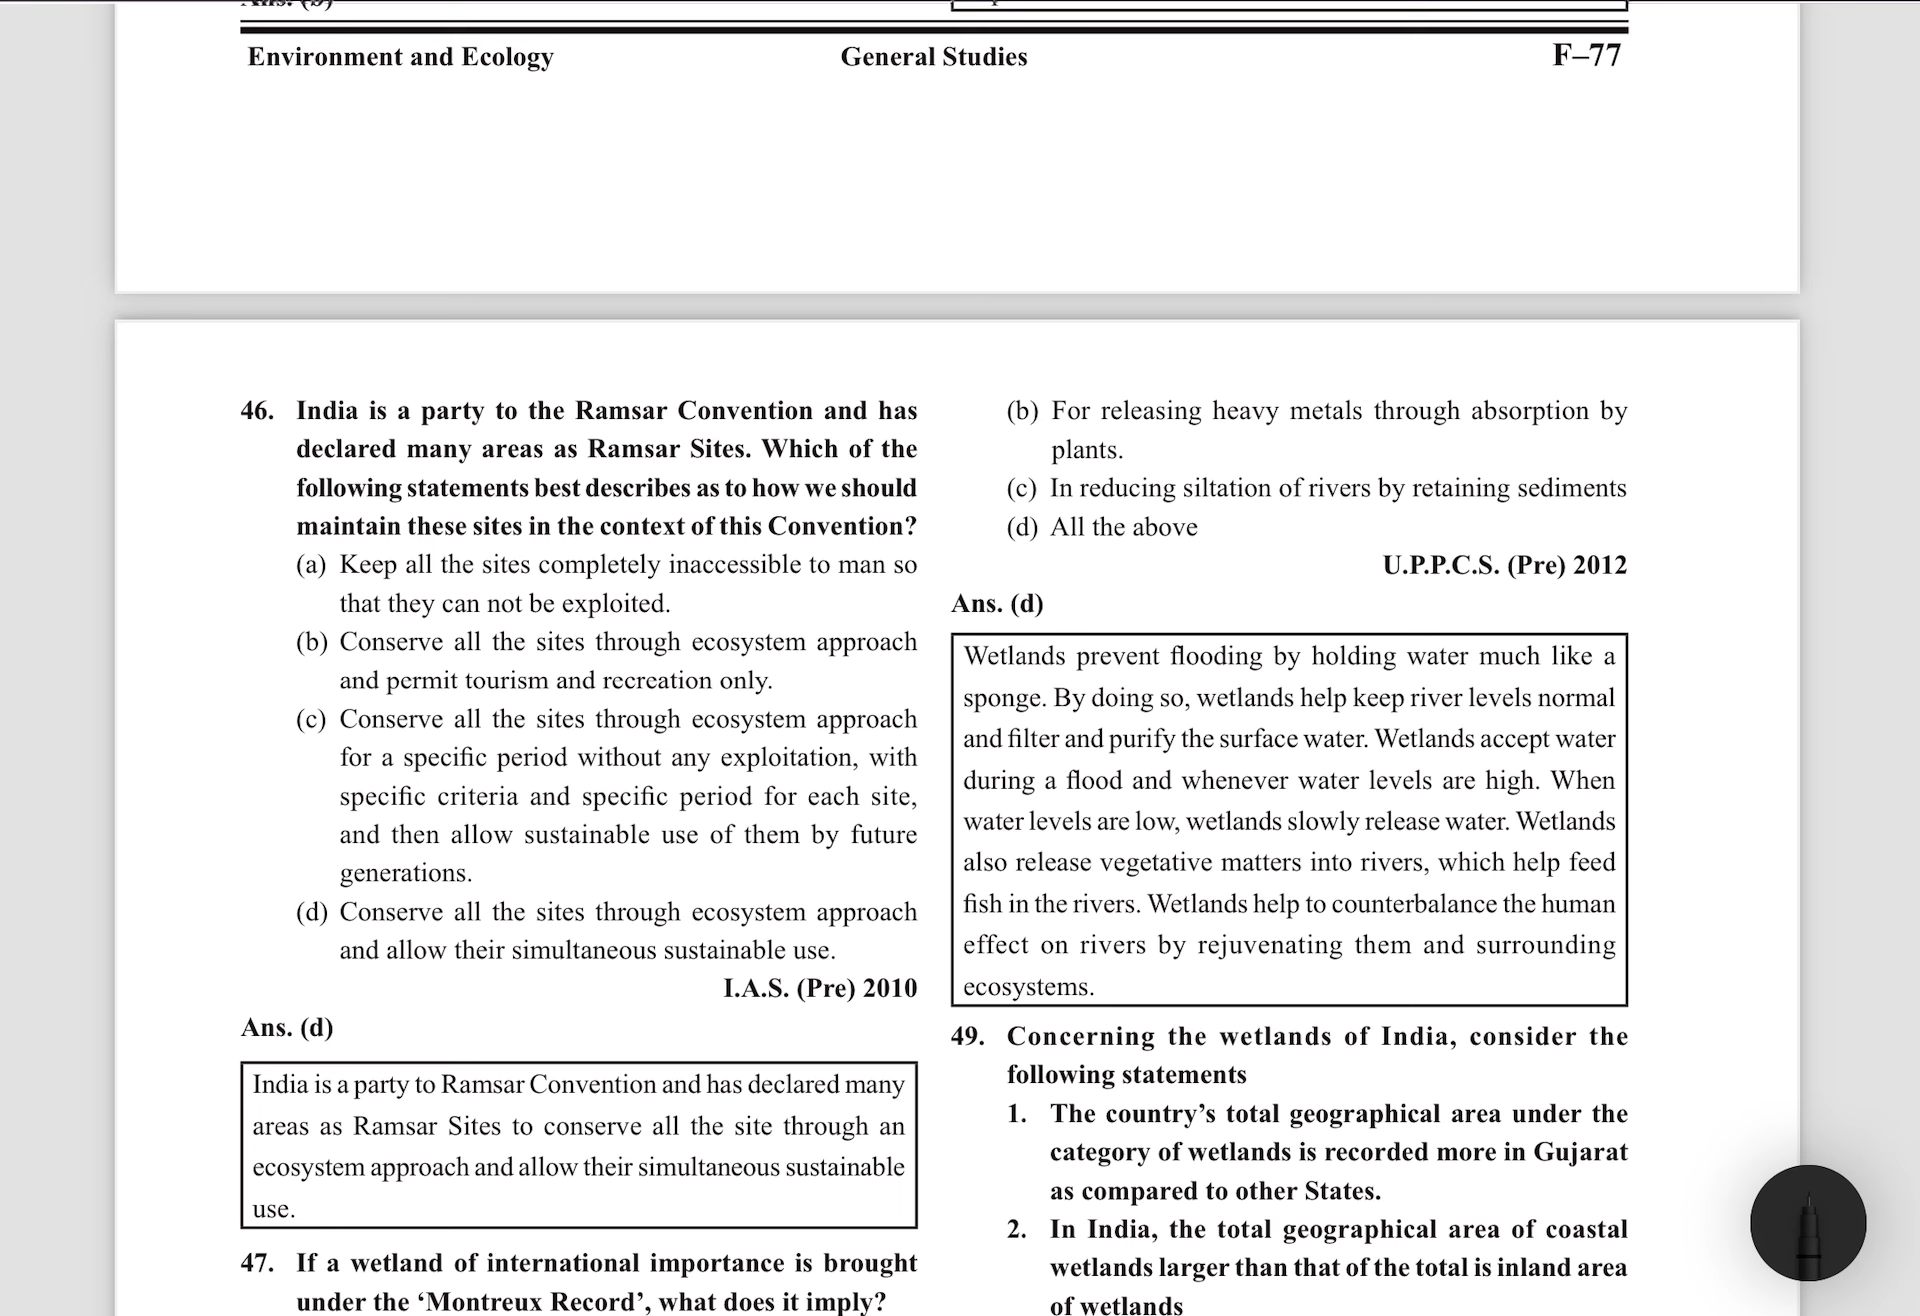 Ans. (b)
Environment and Ecology
General Studies
F–77
46. India is a party to the Ramsar Convention and has
declared many areas as Ramsar Sites. Which of the
following statements best describes as to how we should
maintain these sites in the context of this Convention?
(a) Keep all the sites completely inaccessible to man so
that they can not be exploited.
(b) Conserve all the sites through ecosystem approach
and permit tourism and recreation only.
(c) Conserve all the sites through ecosystem approach
for a specific period without any exploitation, with
specific criteria and specific period for each site,
and then allow sustainable use of them by future
generations.
(d) Conserve all the sites through ecosystem approach
and allow their simultaneous sustainable use.
I.A.S. (Pre) 2010
Ans. (d)
India is a party to Ramsar Convention and has declared many
areas as Ramsar Sites to conserve all the site through an
ecosystem approach and allow their simultaneous sustainable
use.
47. If a wetland of international importance is brought
under the ‘Montreux Record’, what does it imply?
(b) For releasing heavy metals through absorption by
plants.
(c) In reducing siltation of rivers by retaining sediments
(d) All the above
U.P.P.C.S. (Pre) 2012
Ans. (d)
Wetlands prevent flooding by holding water much like a
sponge. By doing so, wetlands help keep river levels normal
and filter and purify the surface water. Wetlands accept water
during a flood and whenever water levels are high. When
water levels are low, wetlands slowly release water. Wetlands
also release vegetative matters into rivers, which help feed
fish in the rivers. Wetlands help to counterbalance the human
effect on rivers by rejuvenating them and surrounding
ecosystems.
49. Concerning the wetlands of India, consider the
following statements
1. The country’s total geographical area under the
category of wetlands is recorded more in Gujarat
as compared to other States.
2. In India, the total geographical area of coastal
wetlands larger than that of the total is inland area
of wetlands